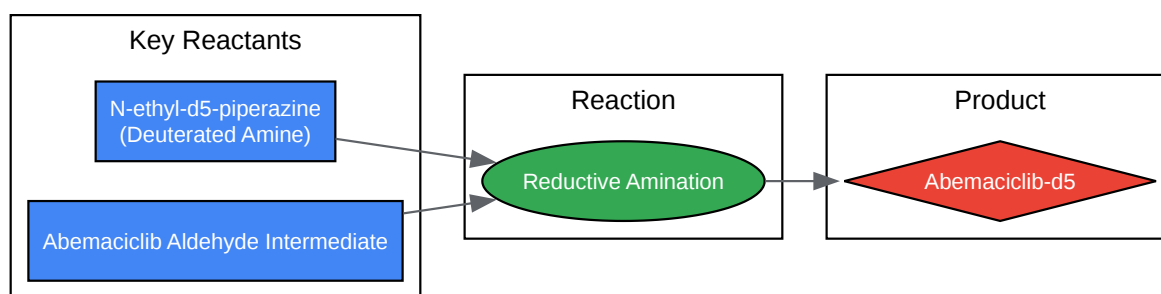 Key Reactants
N-ethyl-d5-piperazine
(Deuterated Amine)
Abemaciclib Aldehyde Intermediate
Reaction
Reductive Amination
Product
Abemaciclib-d5